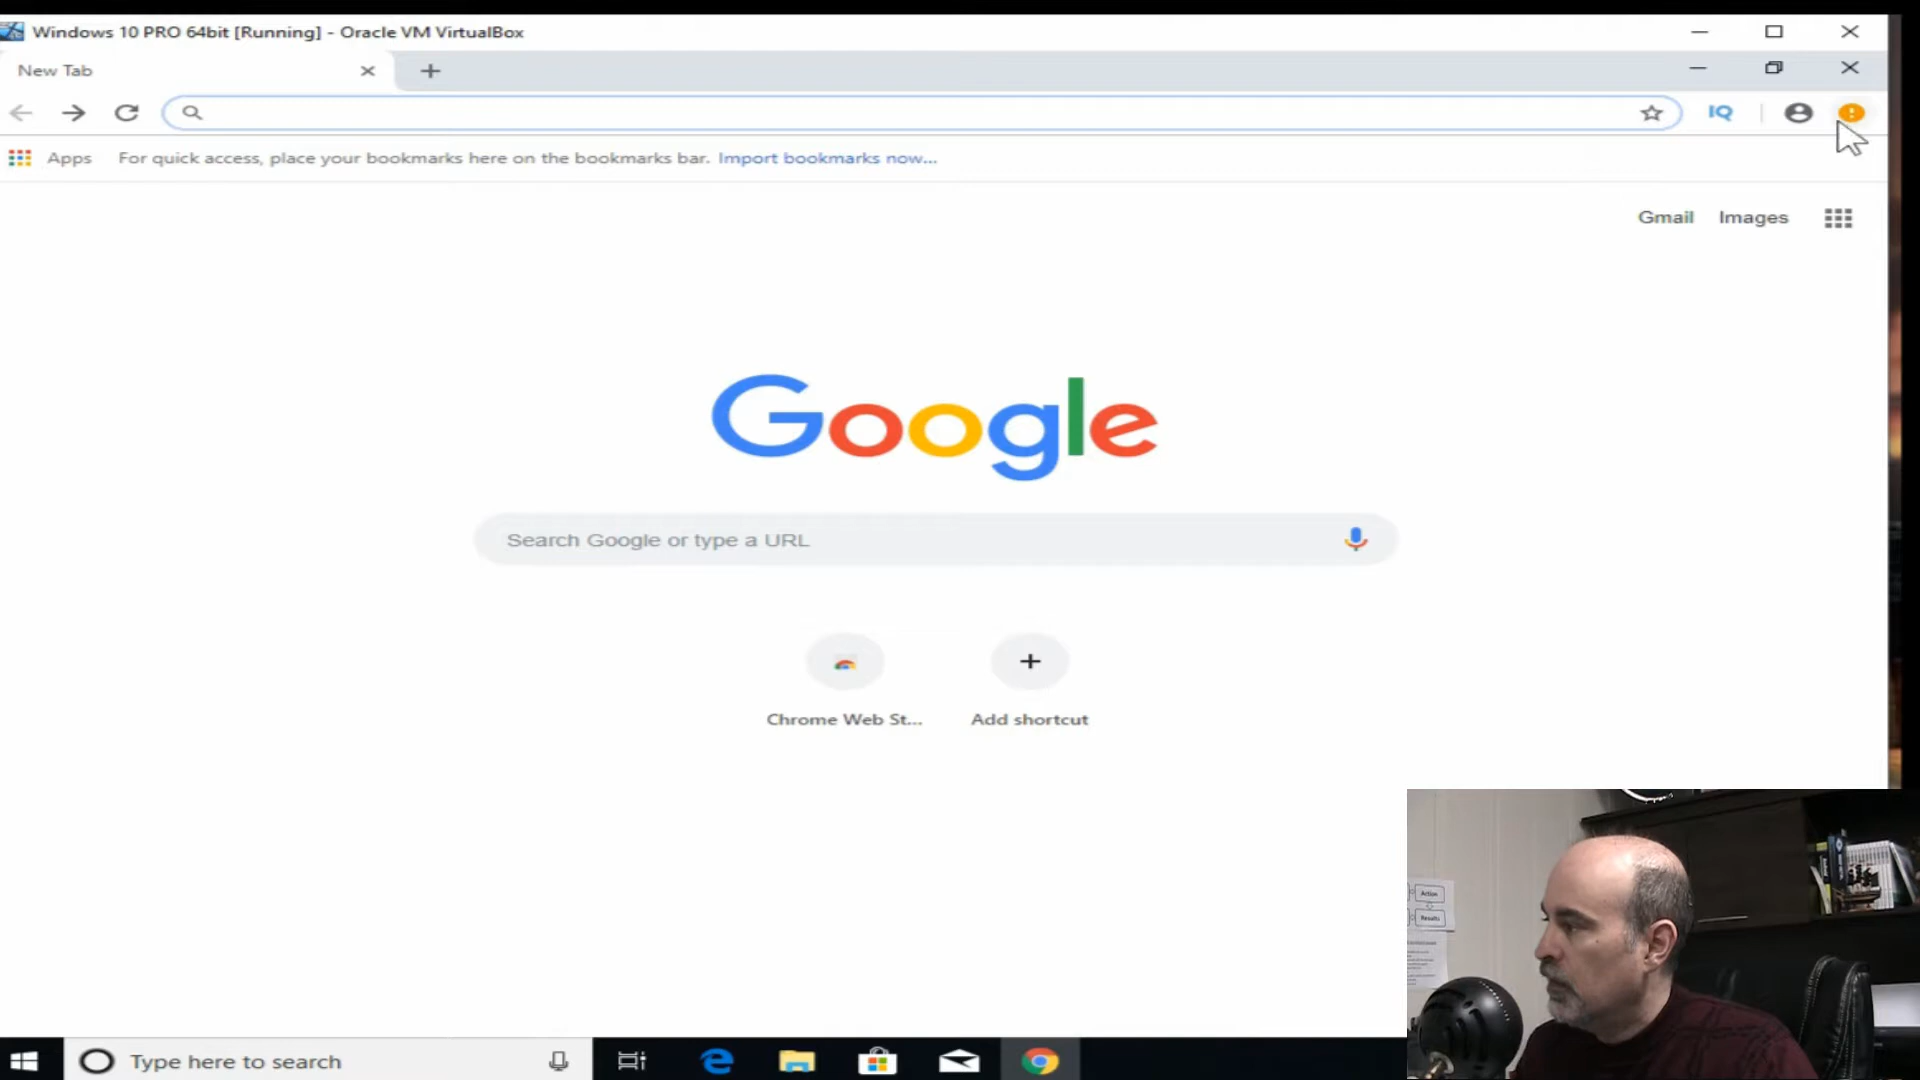 Windows 10 PRO 64bit [Running] - Oracle VM VirtualBox
New Tab
IQ
Apps
For quick access, place your bookmarks here on the bookmarks bar. Import bookmarks now...
Gmail
Images
Google
Search Google or type a URL
Chrome Web St...
Add shortcut
Action
Results
Type here to search